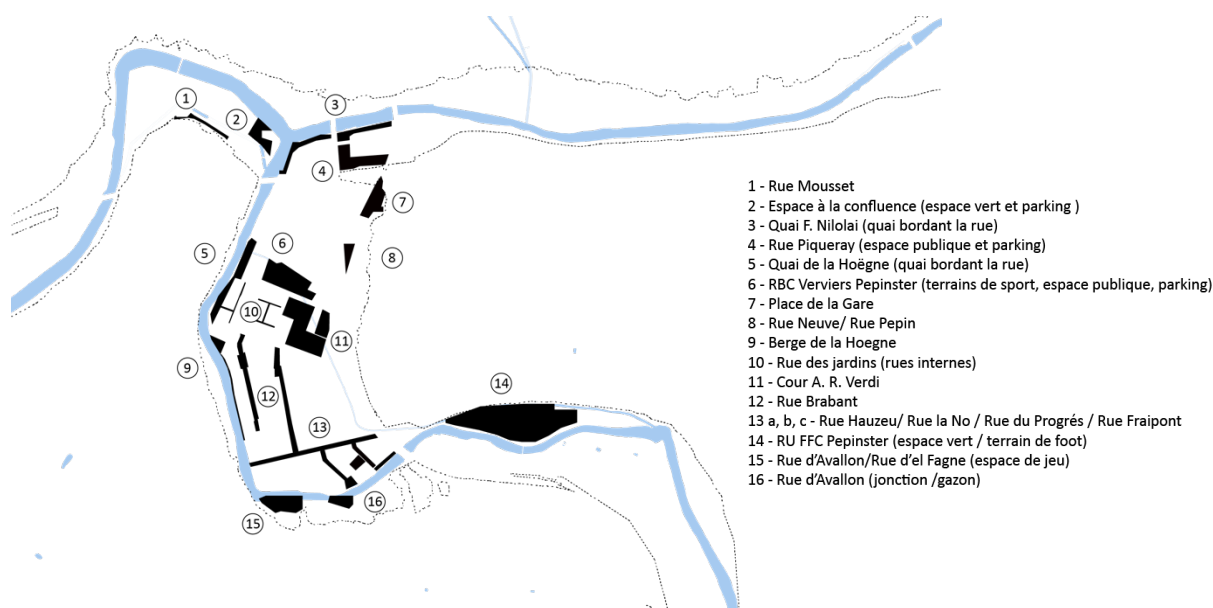 1
2
3
4
7
5
6
8
10
11
9
12
14
13
16
15
1 - Rue Mousset
2 - Espace à la confluence (espace vert et parking )
3 - Quai F. Nilolai (quai bordant la rue)
4 - Rue Piqueray (espace publique et parking)
5 - Quai de la Hoëgne (quai bordant la rue)
6 - RBC Verviers Pepinster (terrains de sport, espace publique, parking)
7 - Place de la Gare
8 - Rue Neuve/ Rue Pepin
9 - Berge de la Hoegne
10 - Rue des jardins (rues internes)
11 - Cour A. R. Verdi
12 - Rue Brabant
13 a, b, c - Rue Hauzeu/ Rue la No / Rue du Progrés / Rue Fraipont
14 - RU FFC Pepinster (espace vert / terrain de foot)
15 - Rue d'Avallon/Rue d'el Fagne (espace de jeu)
16 - Rue d'Avallon (jonction /gazon)